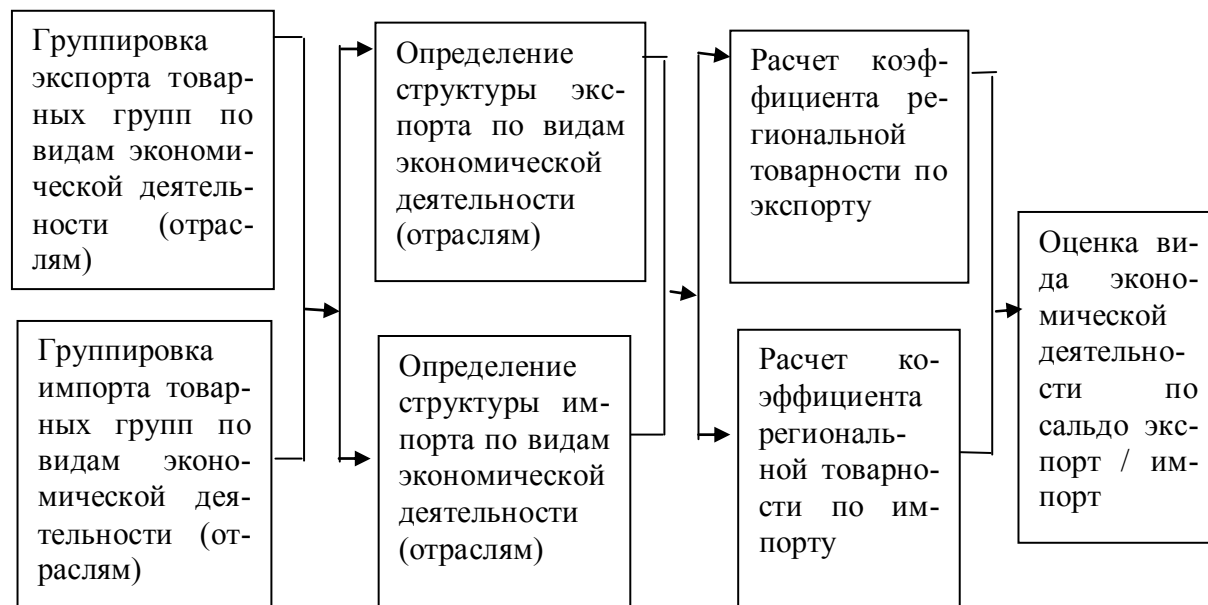 Группировка
экспорта товар-
ных групп по
видам экономи-
ческой деятель-
ности (отрас-
лям)
Группировка
импорта товар-
ных групп по
видам эконо-
мической дея-
тельности (от-
раслям)
Определение
структуры экс-
порта по видам
экономической
деятельности
(отраслям)
Определение
структуры им-
порта по видам
экономической
деятельности
(отраслям)
Расчет коэф-
фициента ре-
гиональной
товарности по
экспорту
Расчет ко-
эффициента
региональ-
ной товарно-
сти по им-
порту
Оценка ви-
да эконо-
мической
деятельно-
сти по
сальдо экс-
порт / им-
порт